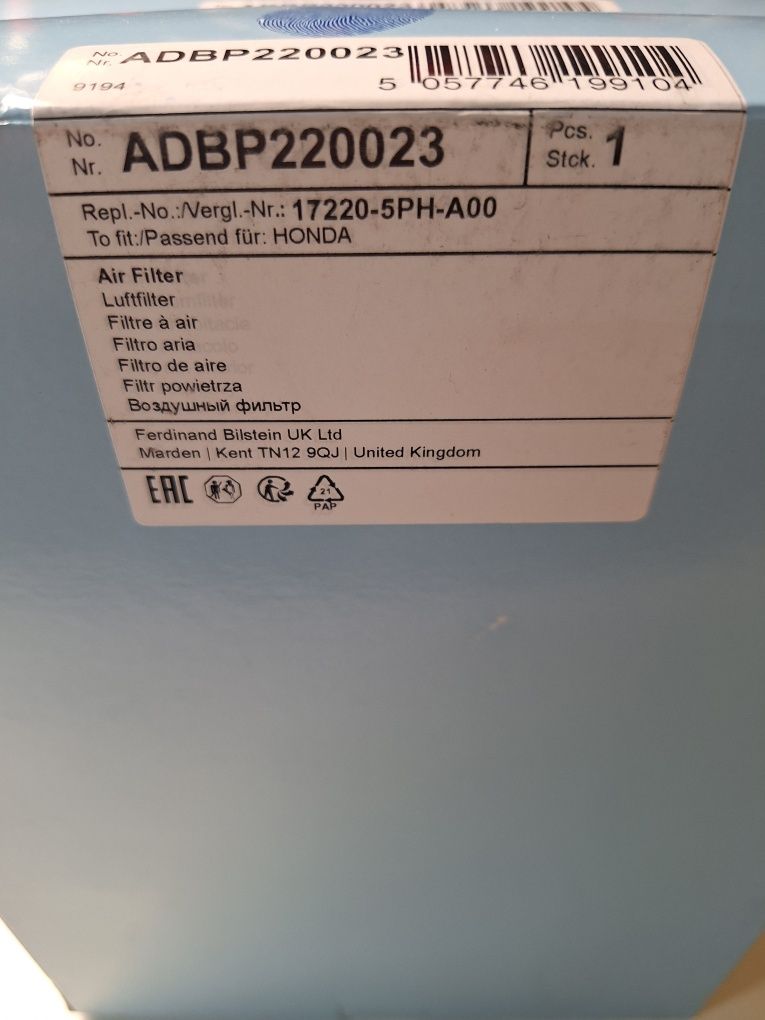 No. Nr. ADBP220023
9194
5 057746 199104
No. Nr. ADBP220023
Pcs. Stck. 1
Repl.-No.:/Vergl.-Nr.: 17220-5PH-A00
To fit:/Passend für: HONDA
Air Filter
Luftfilter
Filtre à air
Filtro aria
Filtro de aire
Filtr powietrza
Воздушный фильтр
Ferdinand Bilstein UK Ltd
Marden | Kent TN12 9QJ | United Kingdom
EAC
21
PAP